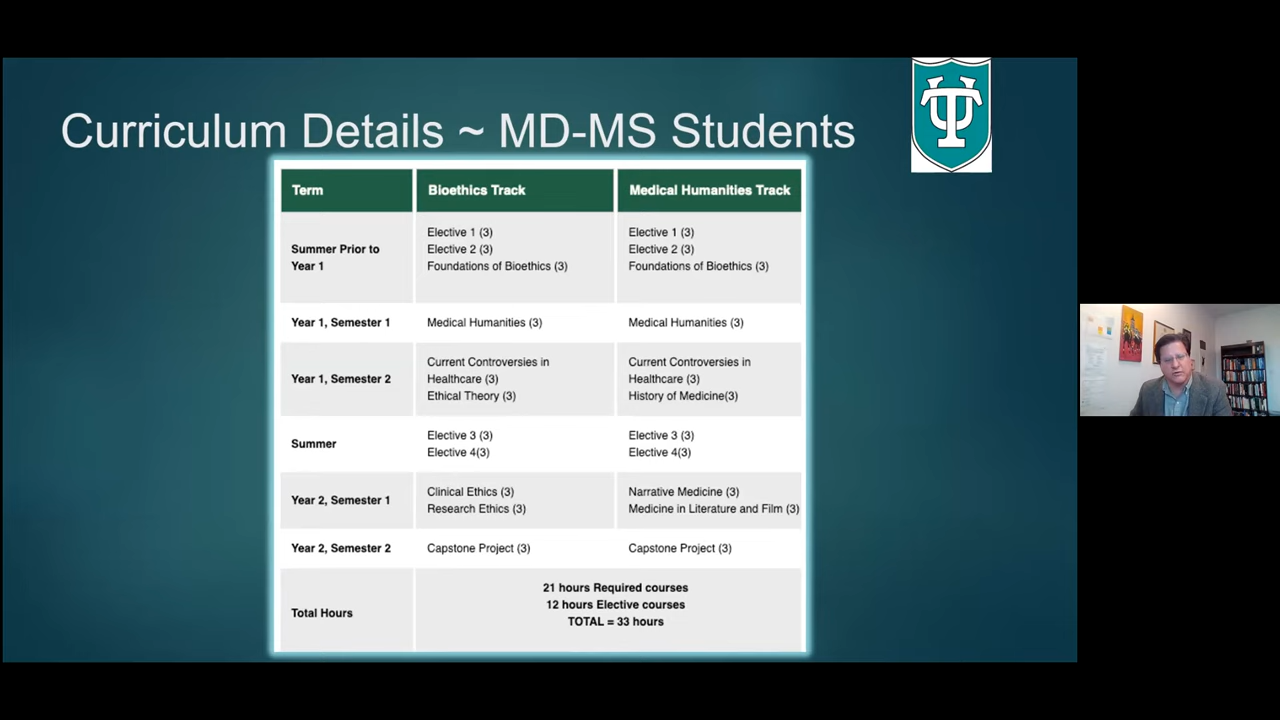 Curriculum Details ~ MD-MS Students
Term
Bioethics Track
Medical Humanities Track
Summer Prior to
Year 1
Elective 1 (3)
Elective 2 (3)
Foundations of Bioethics (3)
Elective 1 (3)
Elective 2 (3)
Foundations of Bioethics (3)
Year 1, Semester 1
Medical Humanities (3)
Medical Humanities (3)
Year 1, Semester 2
Current Controversies in
Healthcare (3)
Ethical Theory (3)
Current Controversies in
Healthcare (3)
History of Medicine(3)
Summer
Elective 3 (3)
Elective 4(3)
Elective 3 (3)
Elective 4(3)
Year 2, Semester 1
Clinical Ethics (3)
Research Ethics (3)
Narrative Medicine (3)
Medicine in Literature and Film (3)
Year 2, Semester 2
Capstone Project (3)
Capstone Project (3)
Total Hours
21 hours Required courses
12 hours Elective courses
TOTAL = 33 hours